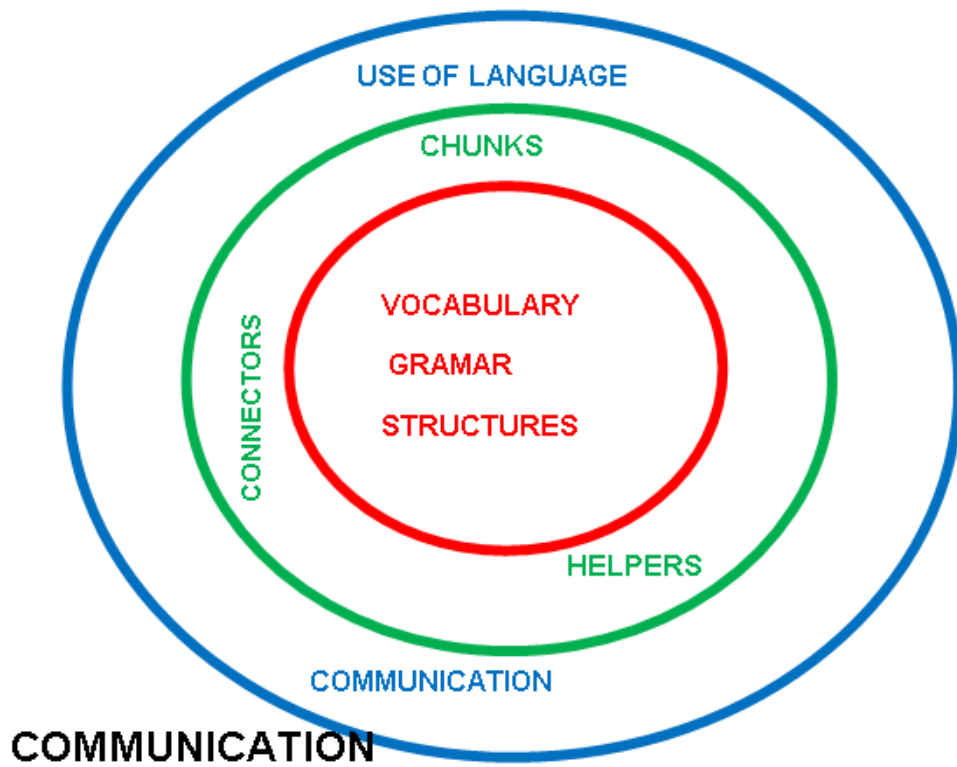 USE OF LANGUAGE
CHUNKS
VOCABULARY
GRAMAR
STRUCTURES
CONNECTORS
HELPERS
COMMUNICATION
COMMUNICATION